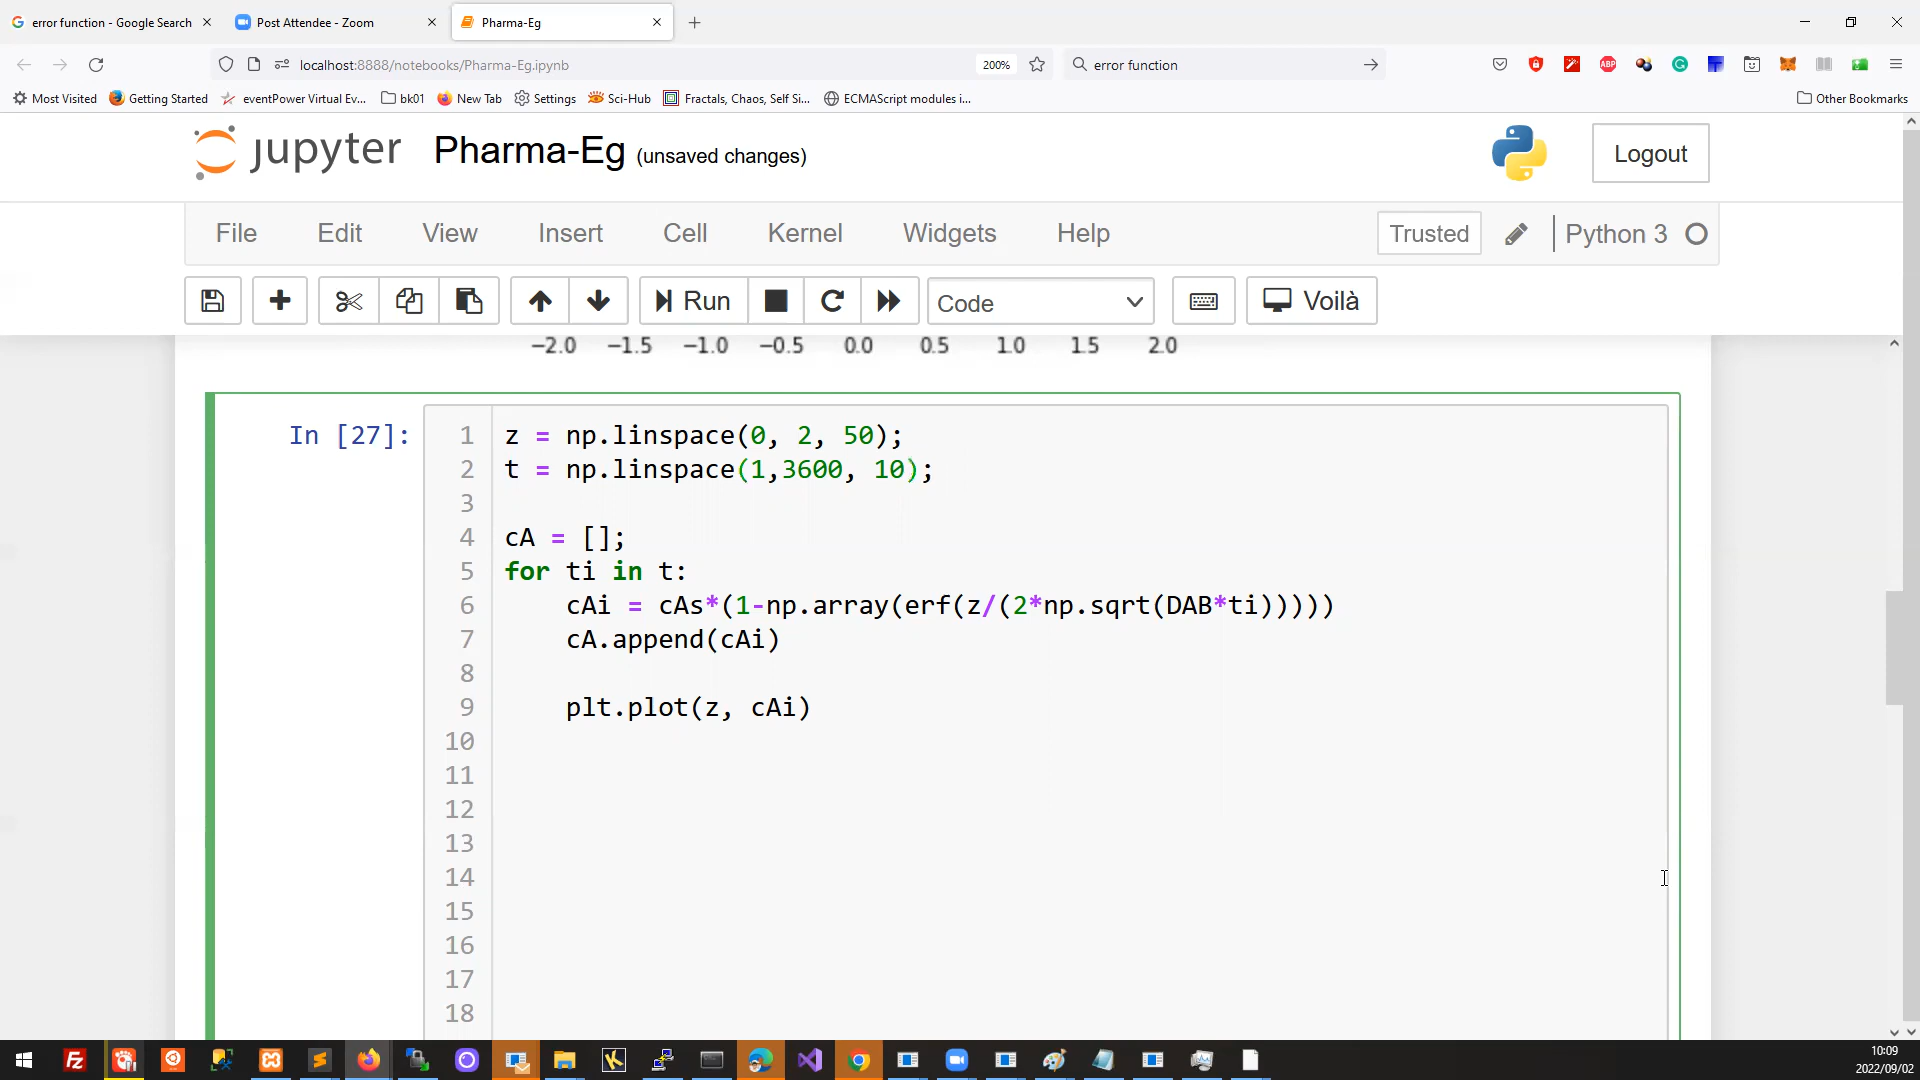 error function - Google Search
Post Attendee - Zoom
Pharma-Eg
localhost:8888/notebooks/Pharma-Eg.ipynb
200%
error function
ABP
Most Visited
Getting Started
eventPower Virtual Ev...
bk01
New Tab
Settings
Sci-Hub
Fractals, Chaos, Self Si...
ECMAScript modules i...
Other Bookmarks
jupyter
Pharma-Eg (unsaved changes)
Logout
File Edit View Insert Cell Kernel Widgets Help
Trusted
Python 3
Run
Code
Voilà
−2.0 −1.5 −1.0 −0.5 0.0 0.5 1.0 1.5 2.0
In [27]:
1 z = np.linspace(0, 2, 50);
2 t = np.linspace(1,3600, 10);
3
4 cA = [];
5 for ti in t:
6 cAi = cAs*(1-np.array(erf(z/(2*np.sqrt(DAB*ti)))))
7 cA.append(cAi)
8
9 plt.plot(z, cAi)
10
11
12
13
14
15
16
17
18
Fz
K
10:09
2022/09/02